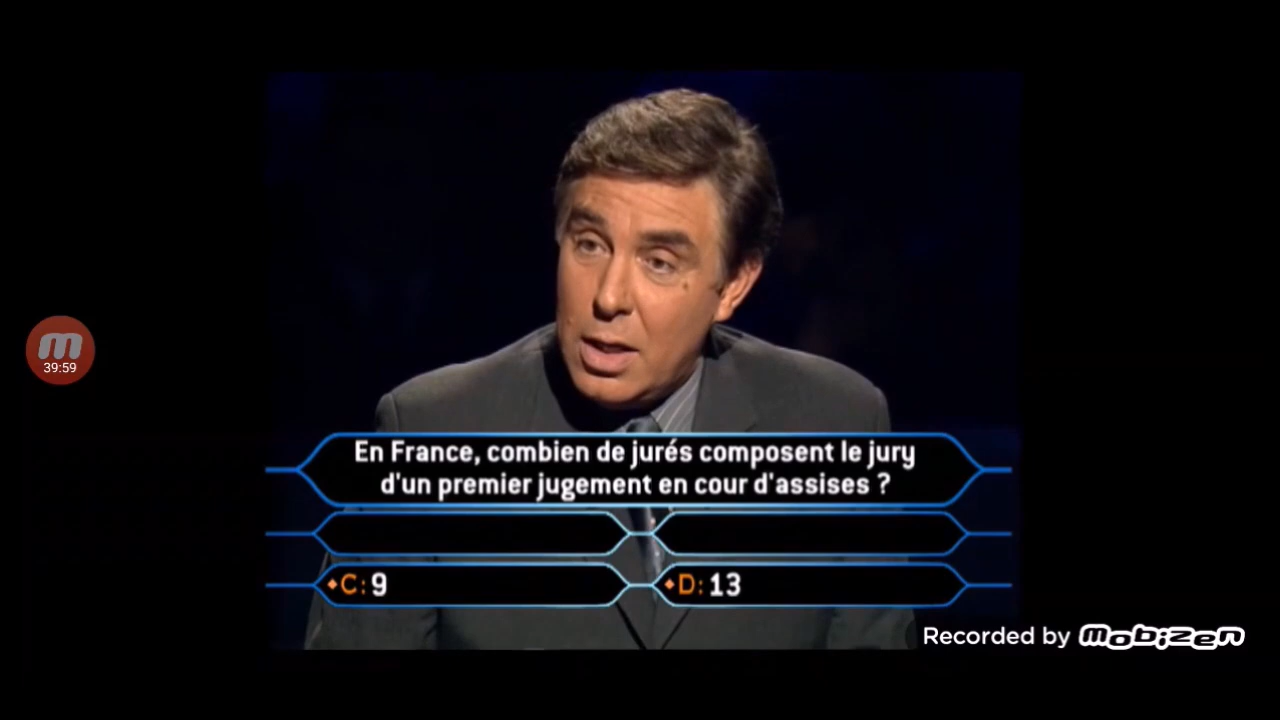 En France, combien de jurés composent le jury
d'un premier jugement en cour d'assises ?
C: 9
D: 13
39:59
Recorded by mobizen